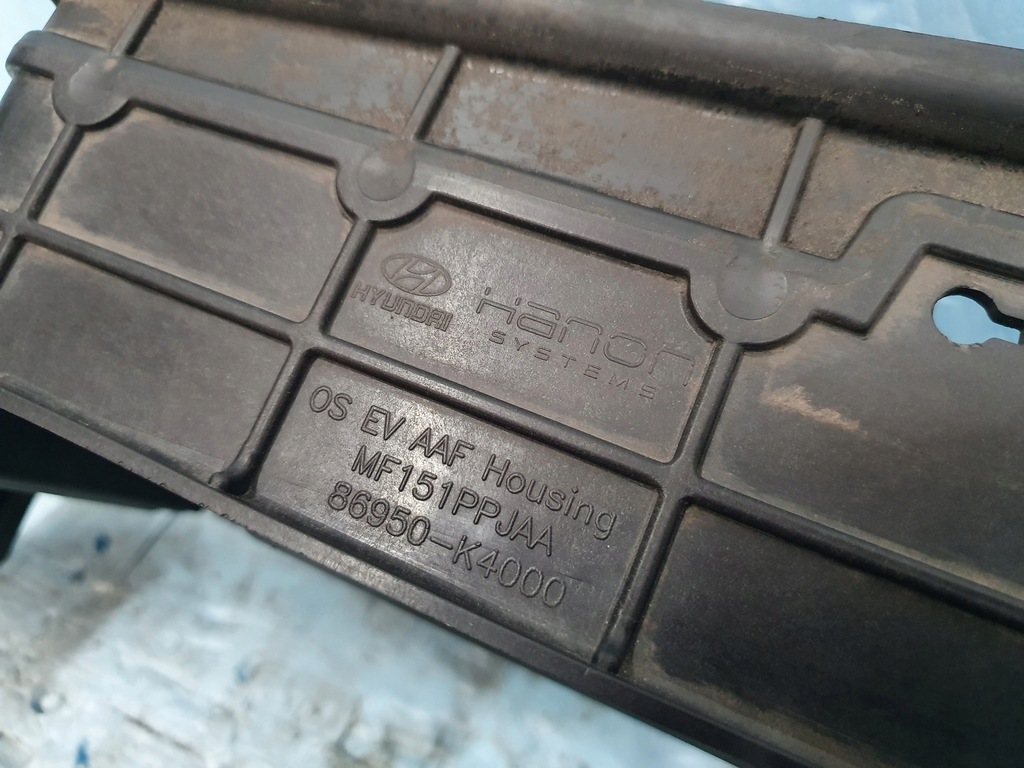 HYUNDAI
Hanon
SYSTEMS
OS EV AAF Housing
MF151PPJAA
86950-K4000